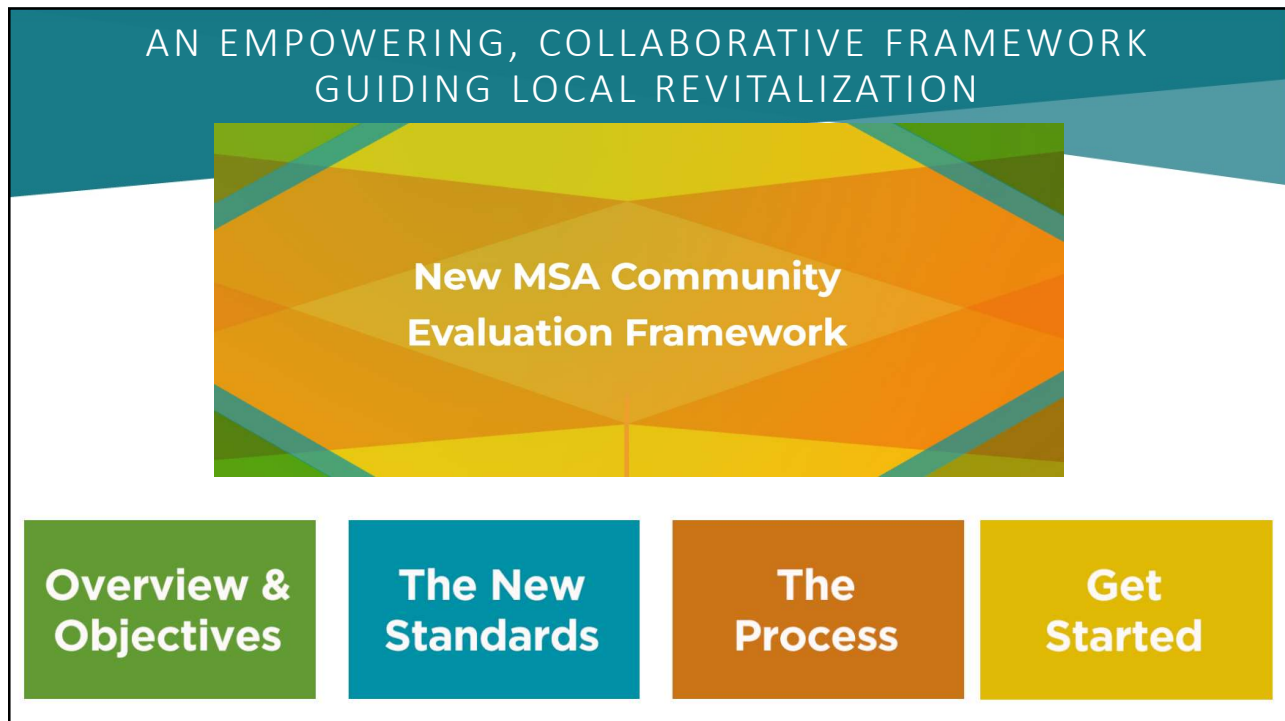 AN EMPOWERING, COLLABORATIVE FRAMEWORK
GUIDING LOCAL REVITALIZATION
New MSA Community
Evaluation Framework
Overview &
Objectives
The New
Standards
The
Process
Get
Started